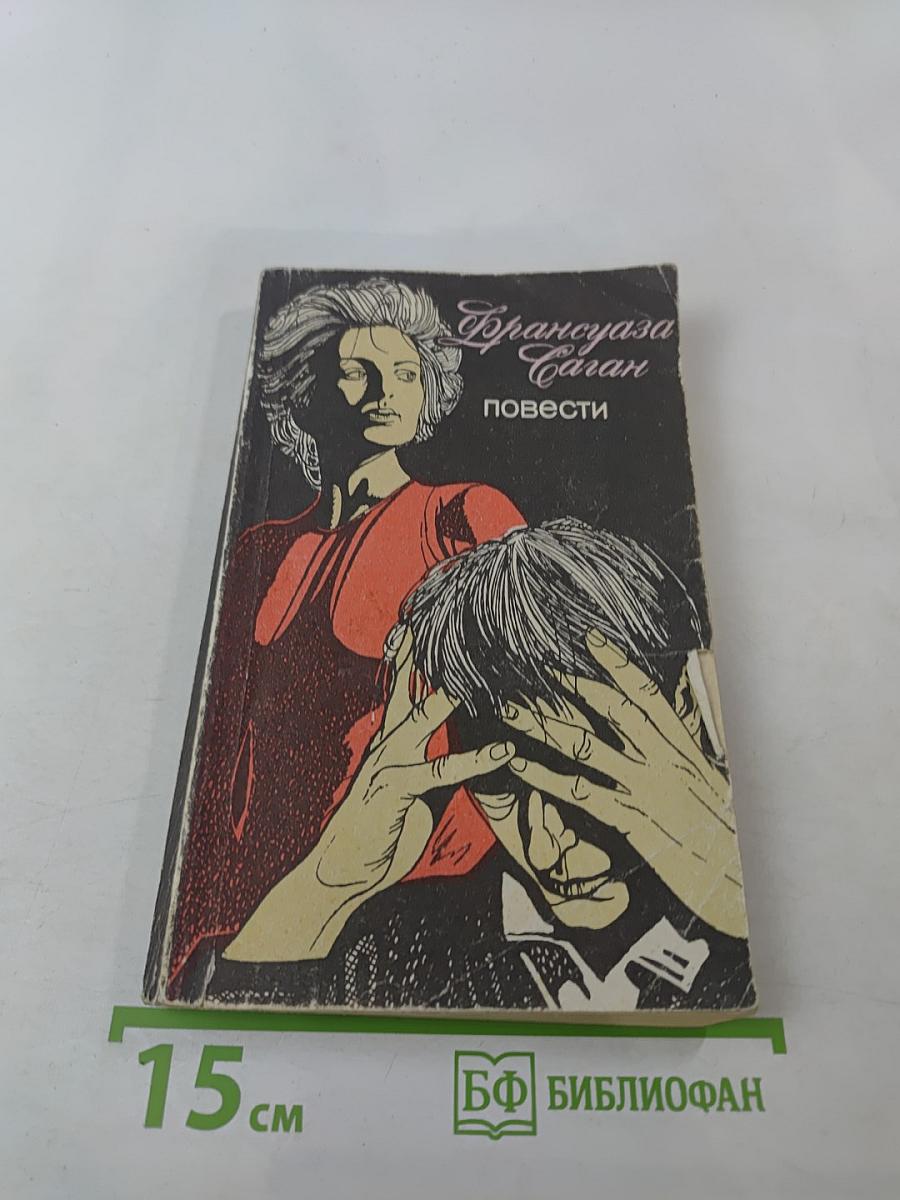 Франсуаза
Саган
повести
15 см
БФ БИБЛИОФАН